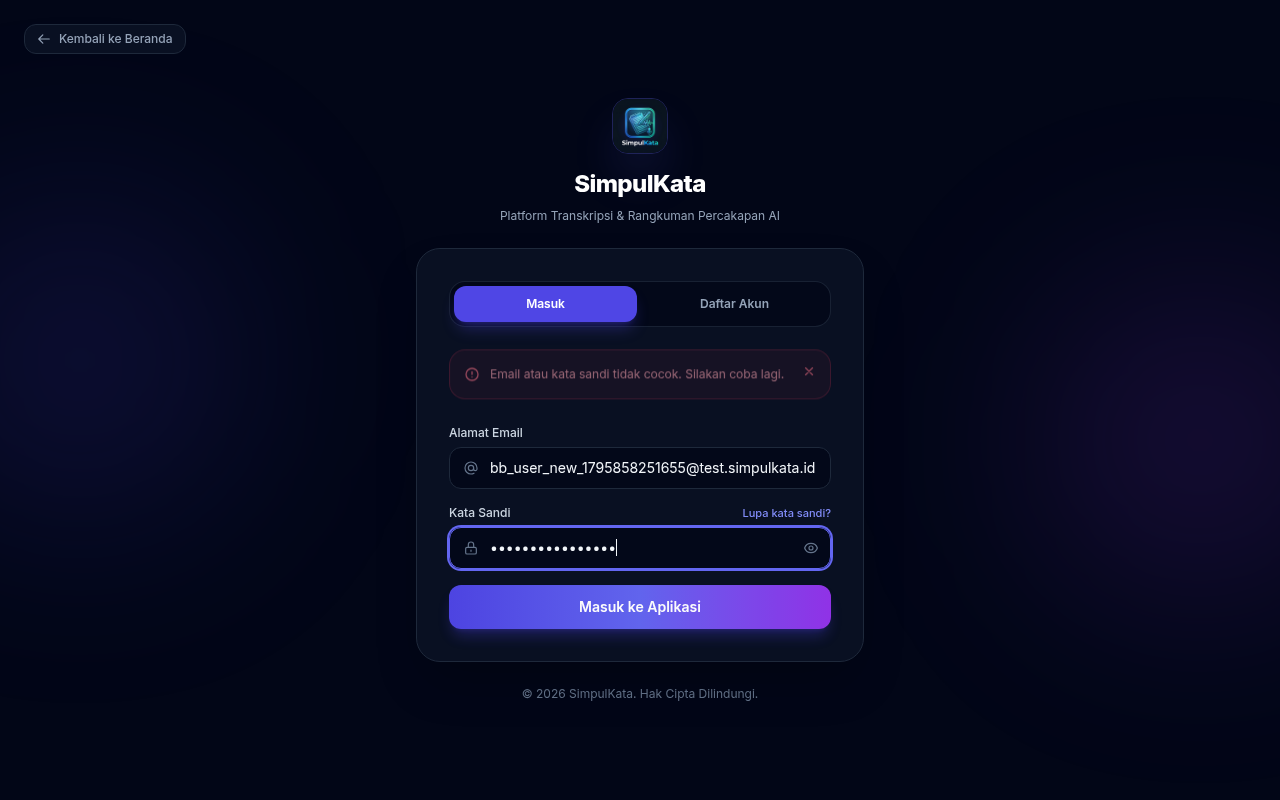 Kembali ke Beranda
SimpulKata
SimpulKata
Platform Transkripsi & Rangkuman Percakapan AI
Masuk
Daftar Akun
Email atau kata sandi tidak cocok. Silakan coba lagi.
Alamat Email
bb_user_new_1795858251655@test.simpulkata.id
Kata Sandi
Lupa kata sandi?
••••••••••••••••
Masuk ke Aplikasi
© 2026 SimpulKata. Hak Cipta Dilindungi.